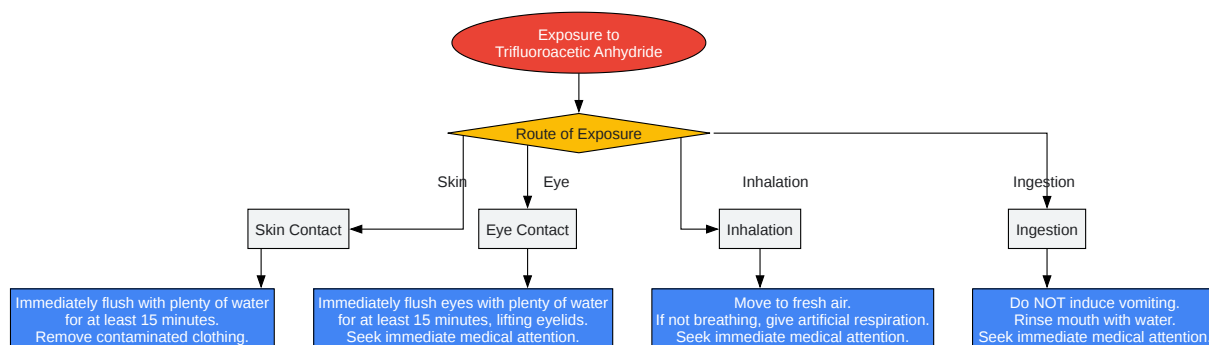 Exposure to
Trifluoroacetic Anhydride
Route of Exposure
Skin
Eye
Inhalation
Ingestion
Skin Contact
Eye Contact
Inhalation
Ingestion
Immediately flush with plenty of water
for at least 15 minutes.
Remove contaminated clothing.
Immediately flush eyes with plenty of water
for at least 15 minutes, lifting eyelids.
Seek immediate medical attention.
Move to fresh air.
If not breathing, give artificial respiration.
Seek immediate medical attention.
Do NOT induce vomiting.
Rinse mouth with water.
Seek immediate medical attention.